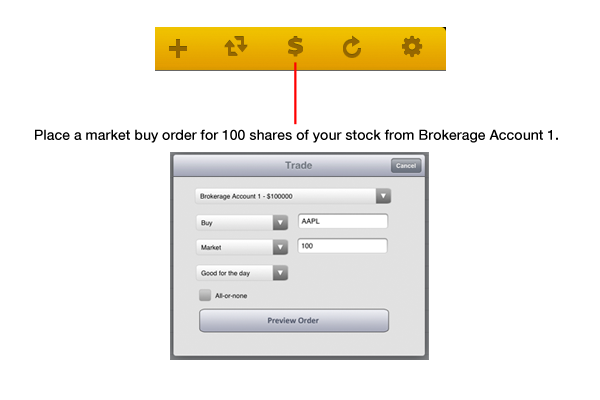 $
Place a market buy order for 100 shares of your stock from Brokerage Account 1.
Trade
Cancel
Brokerage Account 1 - $100000
Buy
AAPL
Market
100
Good for the day
All-or-none
Preview Order